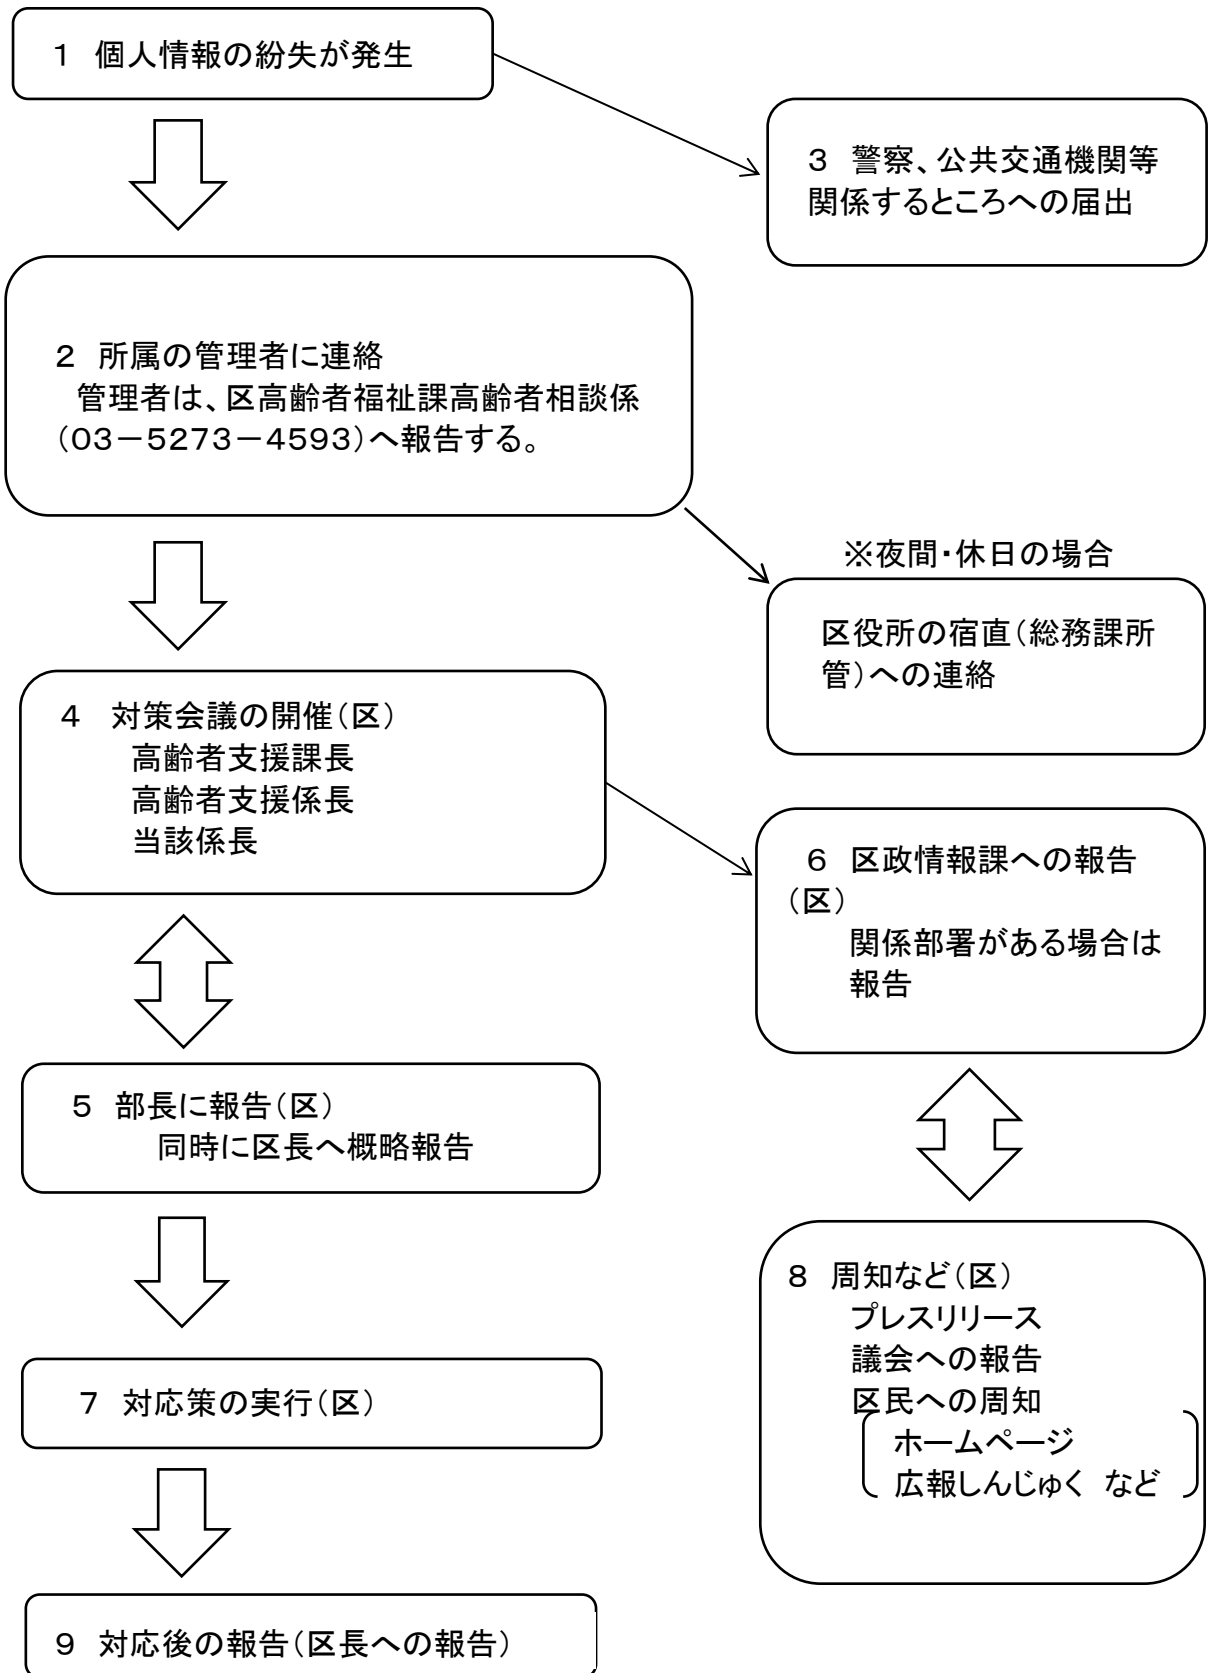 １　個人情報の紛失が発生
３　警察、公共交通機関等
関係するところへの届出
２　所属の管理者に連絡
管理者は、区高齢者福祉課高齢者相談係
（０３－５２７３－４５９３）へ報告する。
※夜間・休日の場合
区役所の宿直（総務課所
管）への連絡
４　対策会議の開催（区）
高齢者支援課長
高齢者支援係長
当該係長
６　区政情報課への報告
（区）
関係部署がある場合は
報告
５　部長に報告（区）
同時に区長へ概略報告
７　対応策の実行（区）
８　周知など（区）
プレスリリース
議会への報告
区民への周知
ホームページ
広報しんじゅく　など
９　対応後の報告（区長への報告）